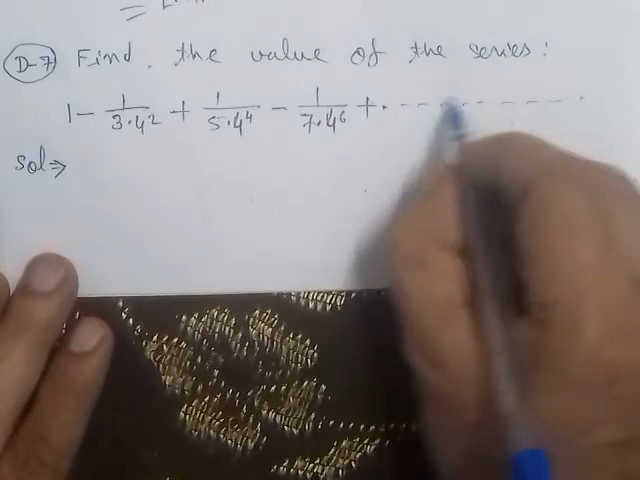 D-7 Find. the value of the series:
1 - 1/3·4² + 1/5·4⁴ - 1/7·4⁶ + - - - - - - - -
Sol ⇒